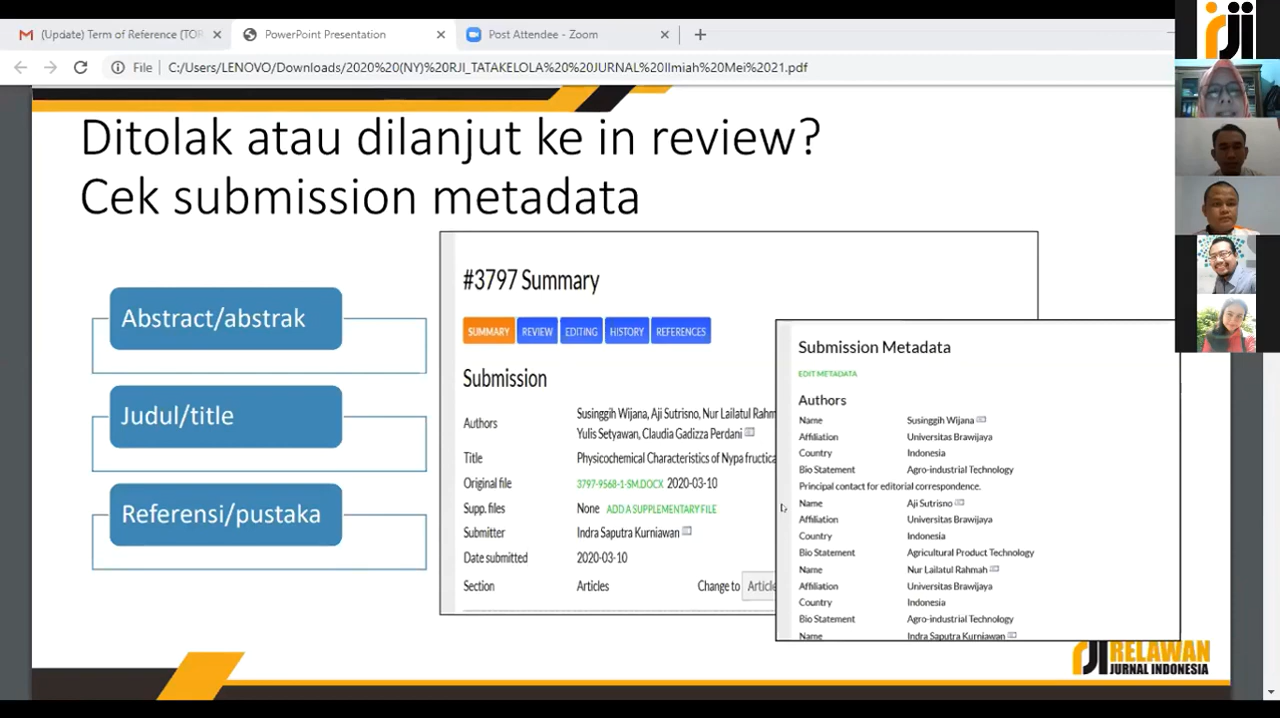 (Update) Term of Reference (TOR
PowerPoint Presentation
Post Attendee - Zoom
File
C:/Users/LENOVO/Downloads/2020%20(NY)%20RJI_TATAKELOLA%20%20JURNAL%20Ilmiah%20Mei%2021.pdf
rji
Ditolak atau dilanjut ke in review?
Cek submission metadata
Abstract/abstrak
Judul/title
Referensi/pustaka
#3797 Summary
SUMMARY REVIEW EDITING HISTORY REFERENCES
Submission
Authors Susinggih Wijana, Aji Sutrisno, Nur Lailatul Rahm
Yulis Setyawan, Claudia Gadizza Perdani
Title Physicochemical Characteristics of Nypa fructica
Original file 3797-9568-1-SM.DOCX 2020-03-10
Supp. files None ADD A SUPPLEMENTARY FILE
Submitter Indra Saputra Kurniawan
Date submitted 2020-03-10
Section Articles Change to Article
Submission Metadata
EDIT METADATA
Authors
Name Susinggih Wijana
Affiliation Universitas Brawijaya
Country Indonesia
Bio Statement Agro-industrial Technology
Principal contact for editorial correspondence.
Name Aji Sutrisno
Affiliation Universitas Brawijaya
Country Indonesia
Bio Statement Agricultural Product Technology
Name Nur Lailatul Rahmah
Affiliation Universitas Brawijaya
Country Indonesia
Bio Statement Agro-industrial Technology
Name Indra Saputra Kurniawan
rji RELAWAN
JURNAL INDONESIA